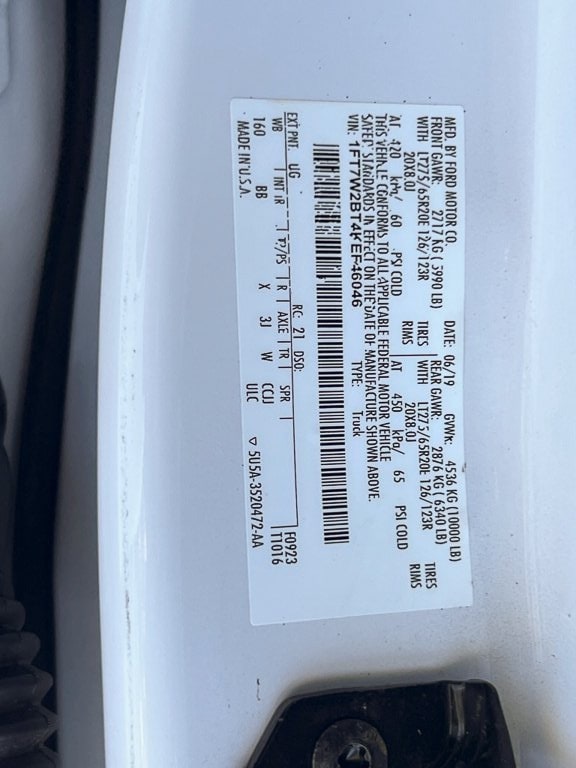 MFD. BY FORD MOTOR CO.
DATE: 06/19 GVWR: 4536 KG (10000 LB)
FRONT GAWR: 2717 KG ( 3990 LB) REAR GAWR: 2876 KG ( 6340 LB)
WITH LT275/65R20E 126/123R TIRES WITH LT275/65R20E 126/123R TIRES
20X8.0J RIMS 20X8.0J RIMS
AT 420 kPa/ 60 PSI COLD AT 450 kPa/ 65 PSI COLD
THIS VEHICLE CONFORMS TO ALL APPLICABLE FEDERAL MOTOR VEHICLE
SAFETY STANDARDS IN EFFECT ON THE DATE OF MANUFACTURE SHOWN ABOVE.
VIN: 1FT7W2BT4KEF46046 TYPE: Truck
EXT PNT: UG RC: 21 DSO: F0923
WB INT TR TP/PS R AXLE TR SPR T1016
160 BB X 3J W CCIJ
MADE IN U.S.A. ULC
5U5A-3520472-AA